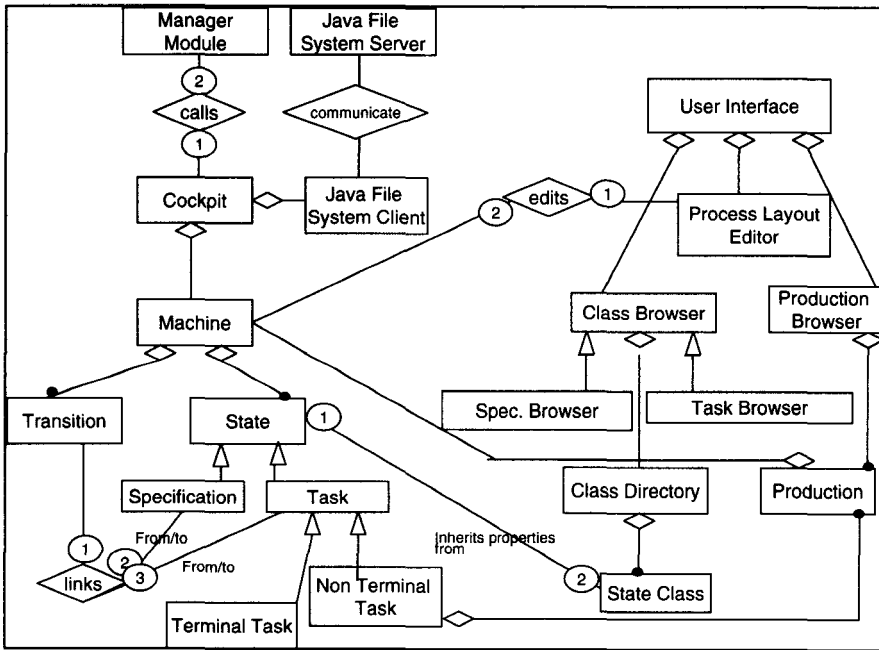 Manager
Module
Java File
System Server
2
calls
1
communicate
User Interface
Cockpit
Java File
System Client
2
edits
1
Process Layout
Editor
Machine
Class Browser
Production
Browser
Transition
State
1
Spec. Browser
Task Browser
Specification
Task
Class Directory
Production
From/to
1
2
3
links
From/to
Inherits properties
from
2
Non Terminal
Task
State Class
Terminal Task